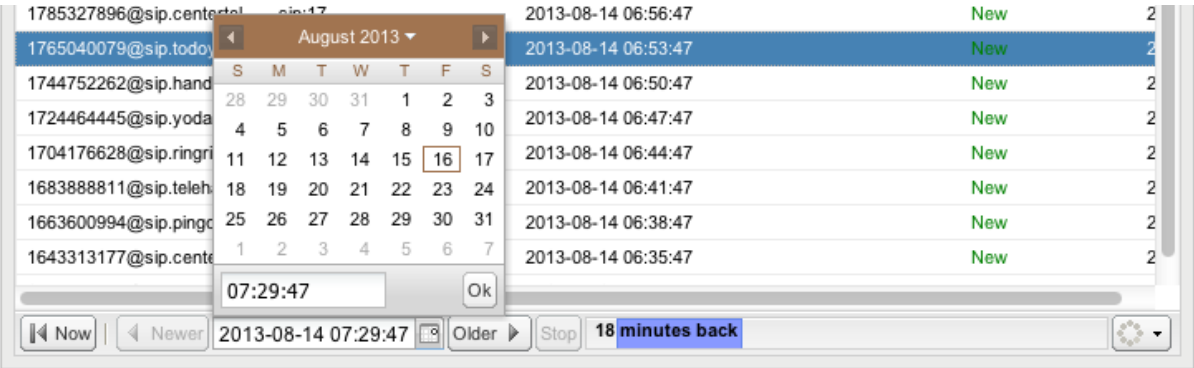 1785327896@sip.centertel sip:17 2013-08-14 06:56:47 New 2
1765040079@sip.todoy 2013-08-14 06:53:47 New 2
1744752262@sip.hand 2013-08-14 06:50:47 New 2
1724464445@sip.yoda 2013-08-14 06:47:47 New 2
1704176628@sip.ringri 2013-08-14 06:44:47 New 2
1683888811@sip.teleh 2013-08-14 06:41:47 New 2
1663600994@sip.pingo 2013-08-14 06:38:47 New 2
1643313177@sip.cente 2013-08-14 06:35:47 New 2
August 2013
S M T W T F S
28 29 30 31 1 2 3
4 5 6 7 8 9 10
11 12 13 14 15 16 17
18 19 20 21 22 23 24
25 26 27 28 29 30 31
1 2 3 4 5 6 7
07:29:47 Ok
Now Newer 2013-08-14 07:29:47 Older Stop 18 minutes back